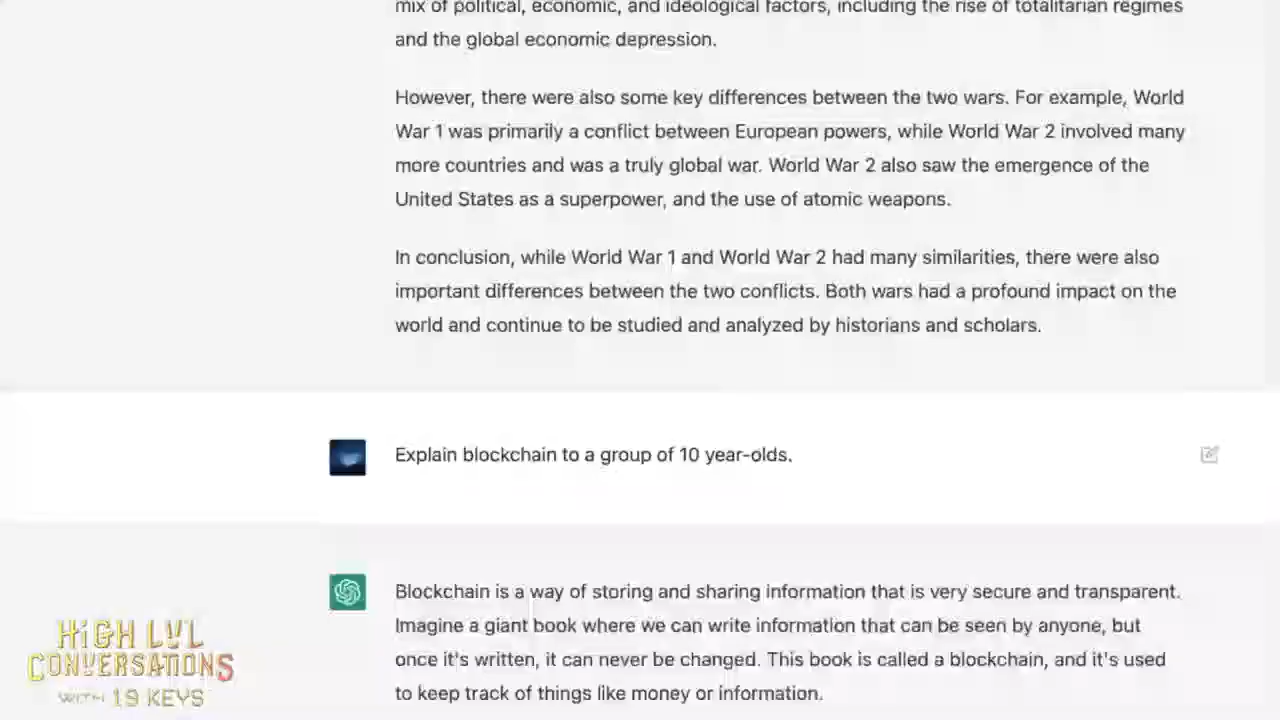 mix of political, economic, and ideological factors, including the rise of totalitarian regimes
and the global economic depression.
However, there were also some key differences between the two wars. For example, World
War 1 was primarily a conflict between European powers, while World War 2 involved many
more countries and was a truly global war. World War 2 also saw the emergence of the
United States as a superpower, and the use of atomic weapons.
In conclusion, while World War 1 and World War 2 had many similarities, there were also
important differences between the two conflicts. Both wars had a profound impact on the
world and continue to be studied and analyzed by historians and scholars.
Explain blockchain to a group of 10 year-olds.
Blockchain is a way of storing and sharing information that is very secure and transparent.
Imagine a giant book where we can write information that can be seen by anyone, but
once it's written, it can never be changed. This book is called a blockchain, and it's used
to keep track of things like money or information.
HiGH LVL
CONVERSATIONS
WITH 19 KEYS